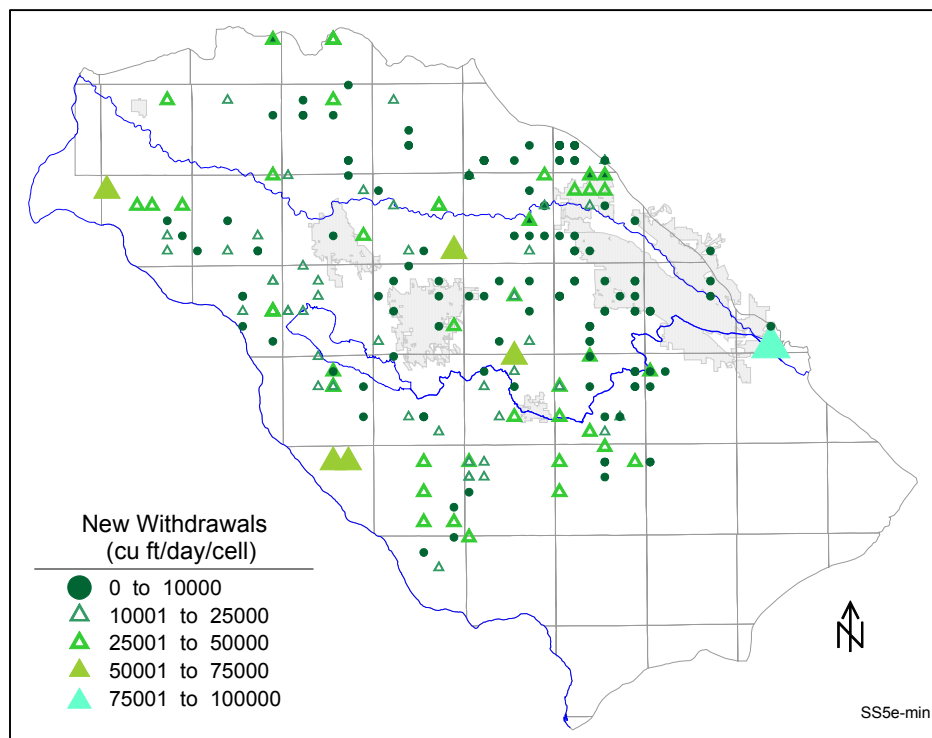 New Withdrawals
(cu ft/day/cell)
0 to 10000
10001 to 25000
25001 to 50000
50001 to 75000
75001 to 100000
N
SS5e-min